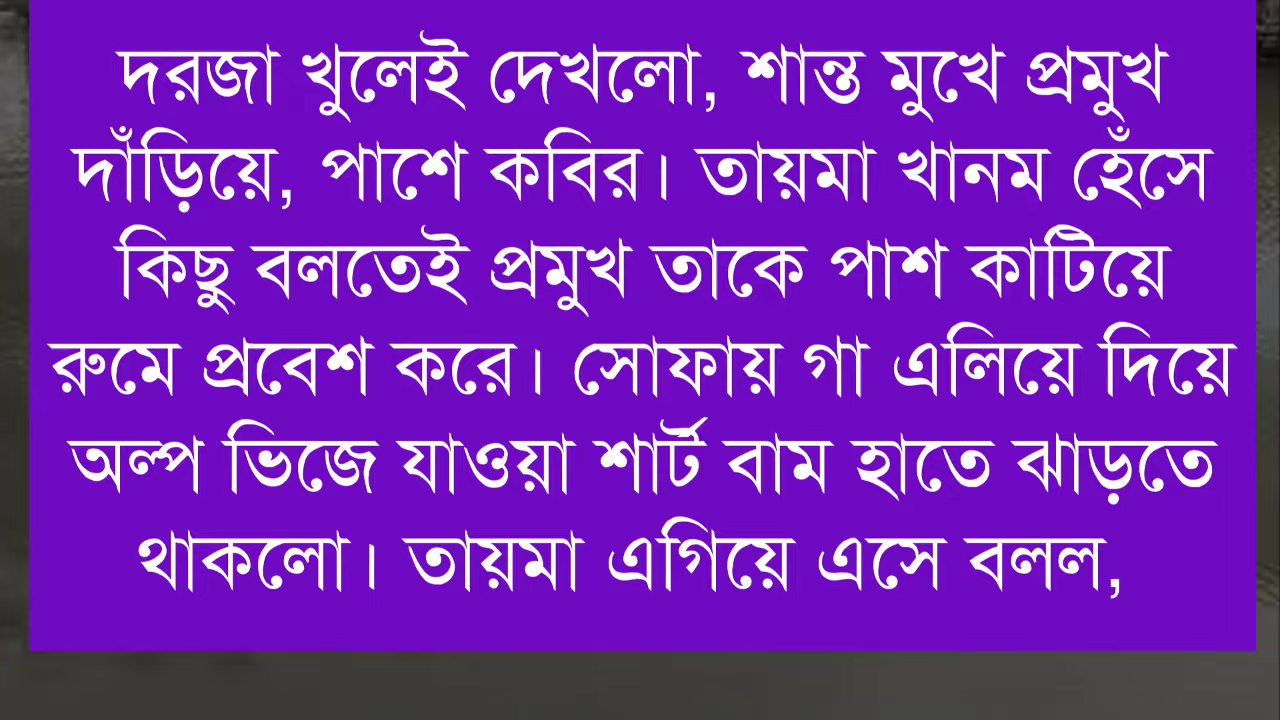 দরজা খুলেই দেখলো, শান্ত মুখে প্রমুখ
দাঁড়িয়ে, পাশে কবির। তায়মা খানম হেঁসে
কিছু বলতেই প্রমুখ তাকে পাশ কাটিয়ে
রুমে প্রবেশ করে। সোফায় গা এলিয়ে দিয়ে
অল্প ভিজে যাওয়া শার্ট বাম হাতে ঝাড়তে
থাকলো। তায়মা এগিয়ে এসে বলল,